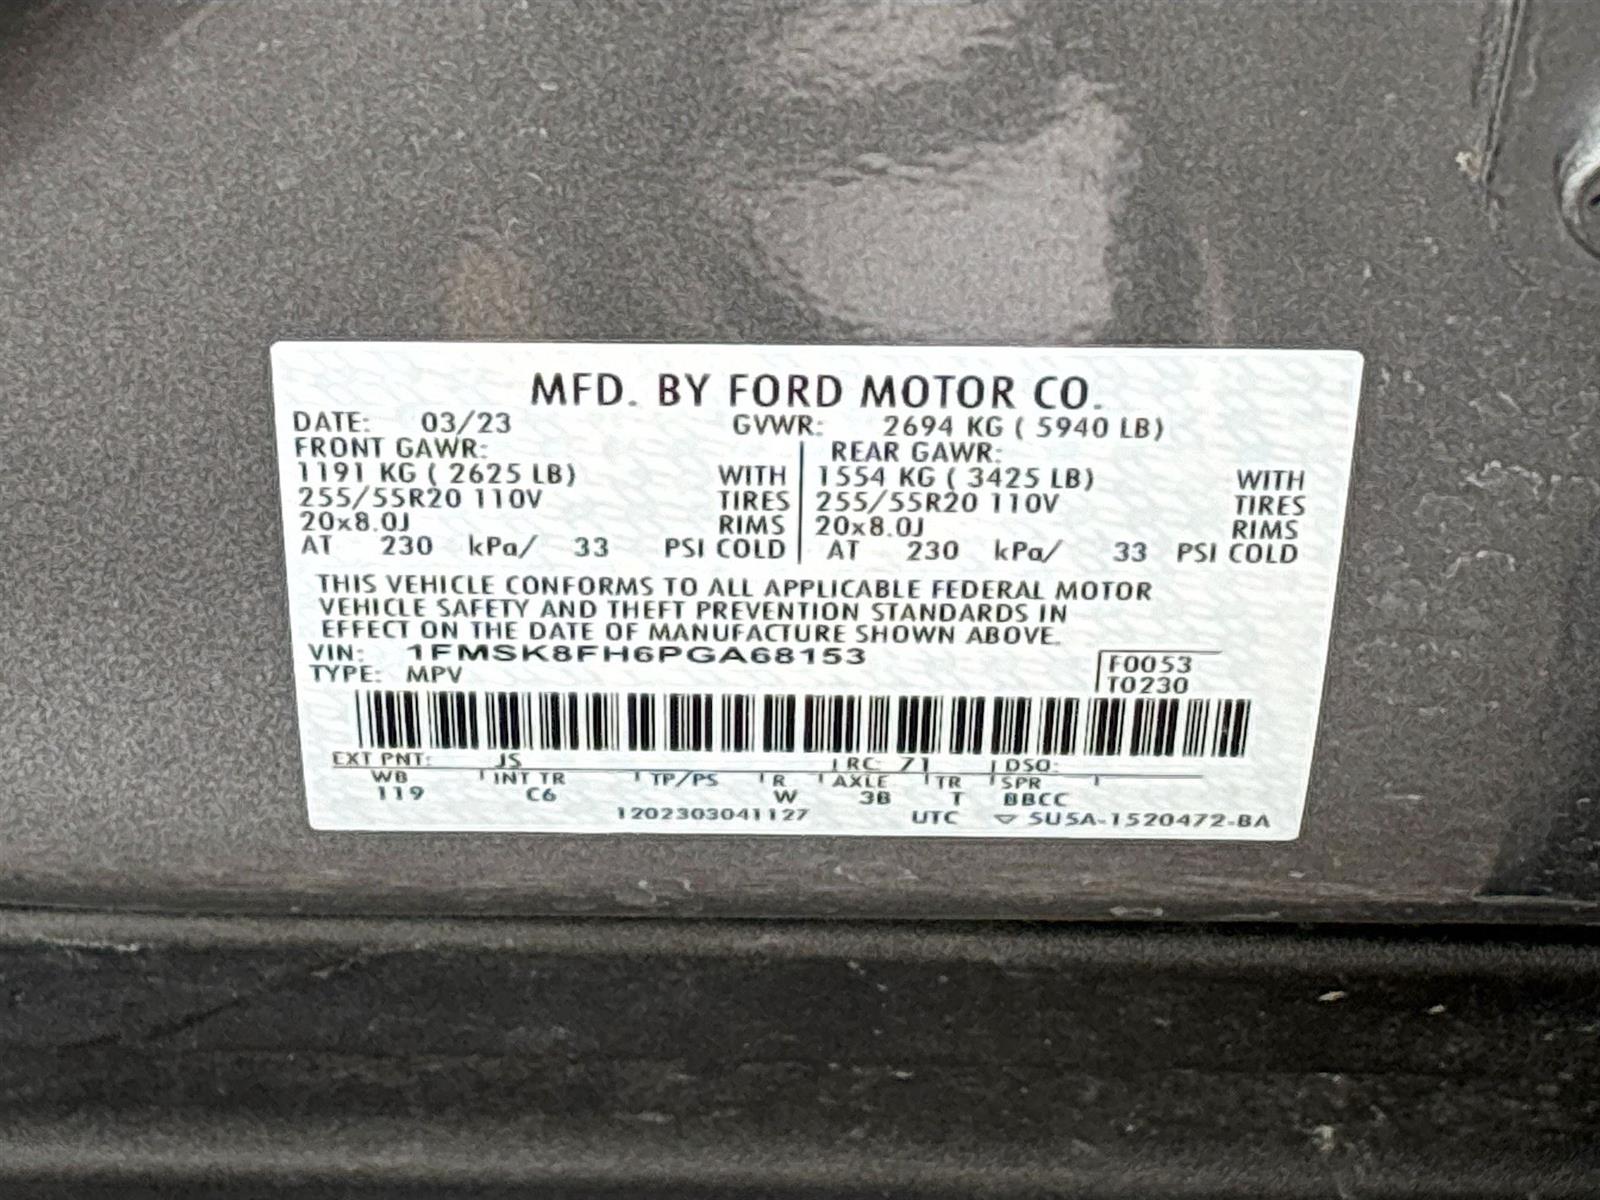 MFD. BY FORD MOTOR CO.
DATE: 03/23 GVWR: 2694 KG ( 5940 LB)
FRONT GAWR: REAR GAWR:
1191 KG ( 2625 LB) WITH 1554 KG ( 3425 LB) WITH
255/55R20 110V TIRES 255/55R20 110V TIRES
20x8.0J RIMS 20x8.0J RIMS
AT 230 kPa/ 33 PSI COLD AT 230 kPa/ 33 PSI COLD
THIS VEHICLE CONFORMS TO ALL APPLICABLE FEDERAL MOTOR
VEHICLE SAFETY AND THEFT PREVENTION STANDARDS IN
EFFECT ON THE DATE OF MANUFACTURE SHOWN ABOVE.
VIN: 1FMSK8FH6PGA68153 F0053
TYPE: MPV T0230
EXT PNT: JS RC: 71 DSO:
WB INT TR TP/PS R AXLE TR SPR
119 C6 W 3B T BBCC
1202303041127 UTC ▽ 5U5A-1520472-BA